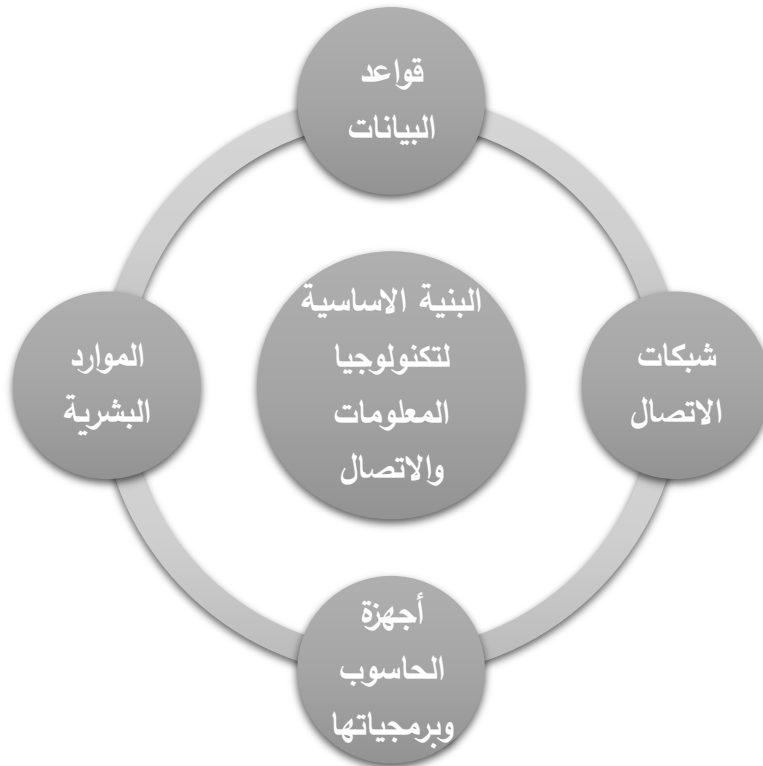 قواعد
البيانات
البنية الاساسية
لتكنولوجيا
المعلومات
والاتصال
شبكات
الاتصال
الموارد
البشرية
أجهزة
الحاسوب
وبرمجياتها